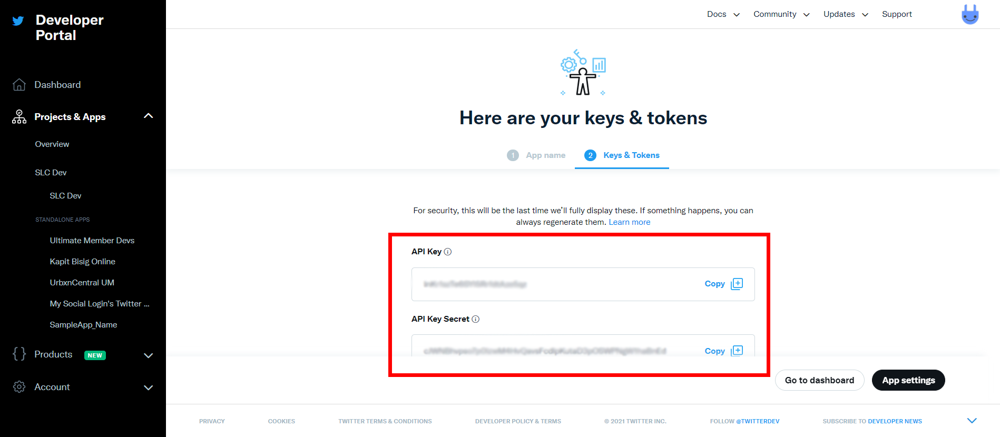 Developer
Portal
Dashboard
Projects & Apps
Overview
SLC Dev
SLC Dev
STANDALONE APPS
Ultimate Member Devs
Kapit Bisig Online
UrbxnCentral UM
My Social Login's Twitter ...
SampleApp_Name
Products NEW
Account
Docs Community Updates Support
Here are your keys & tokens
1 App name 2 Keys & Tokens
For security, this will be the last time we'll fully display these. If something happens, you can
always regenerate them. Learn more
API Key
Copy
API Key Secret
Copy
Go to dashboard App settings
PRIVACY COOKIES TWITTER TERMS & CONDITIONS DEVELOPER POLICY & TERMS © 2021 TWITTER INC. FOLLOW @TWITTERDEV SUBSCRIBE TO DEVELOPER NEWS